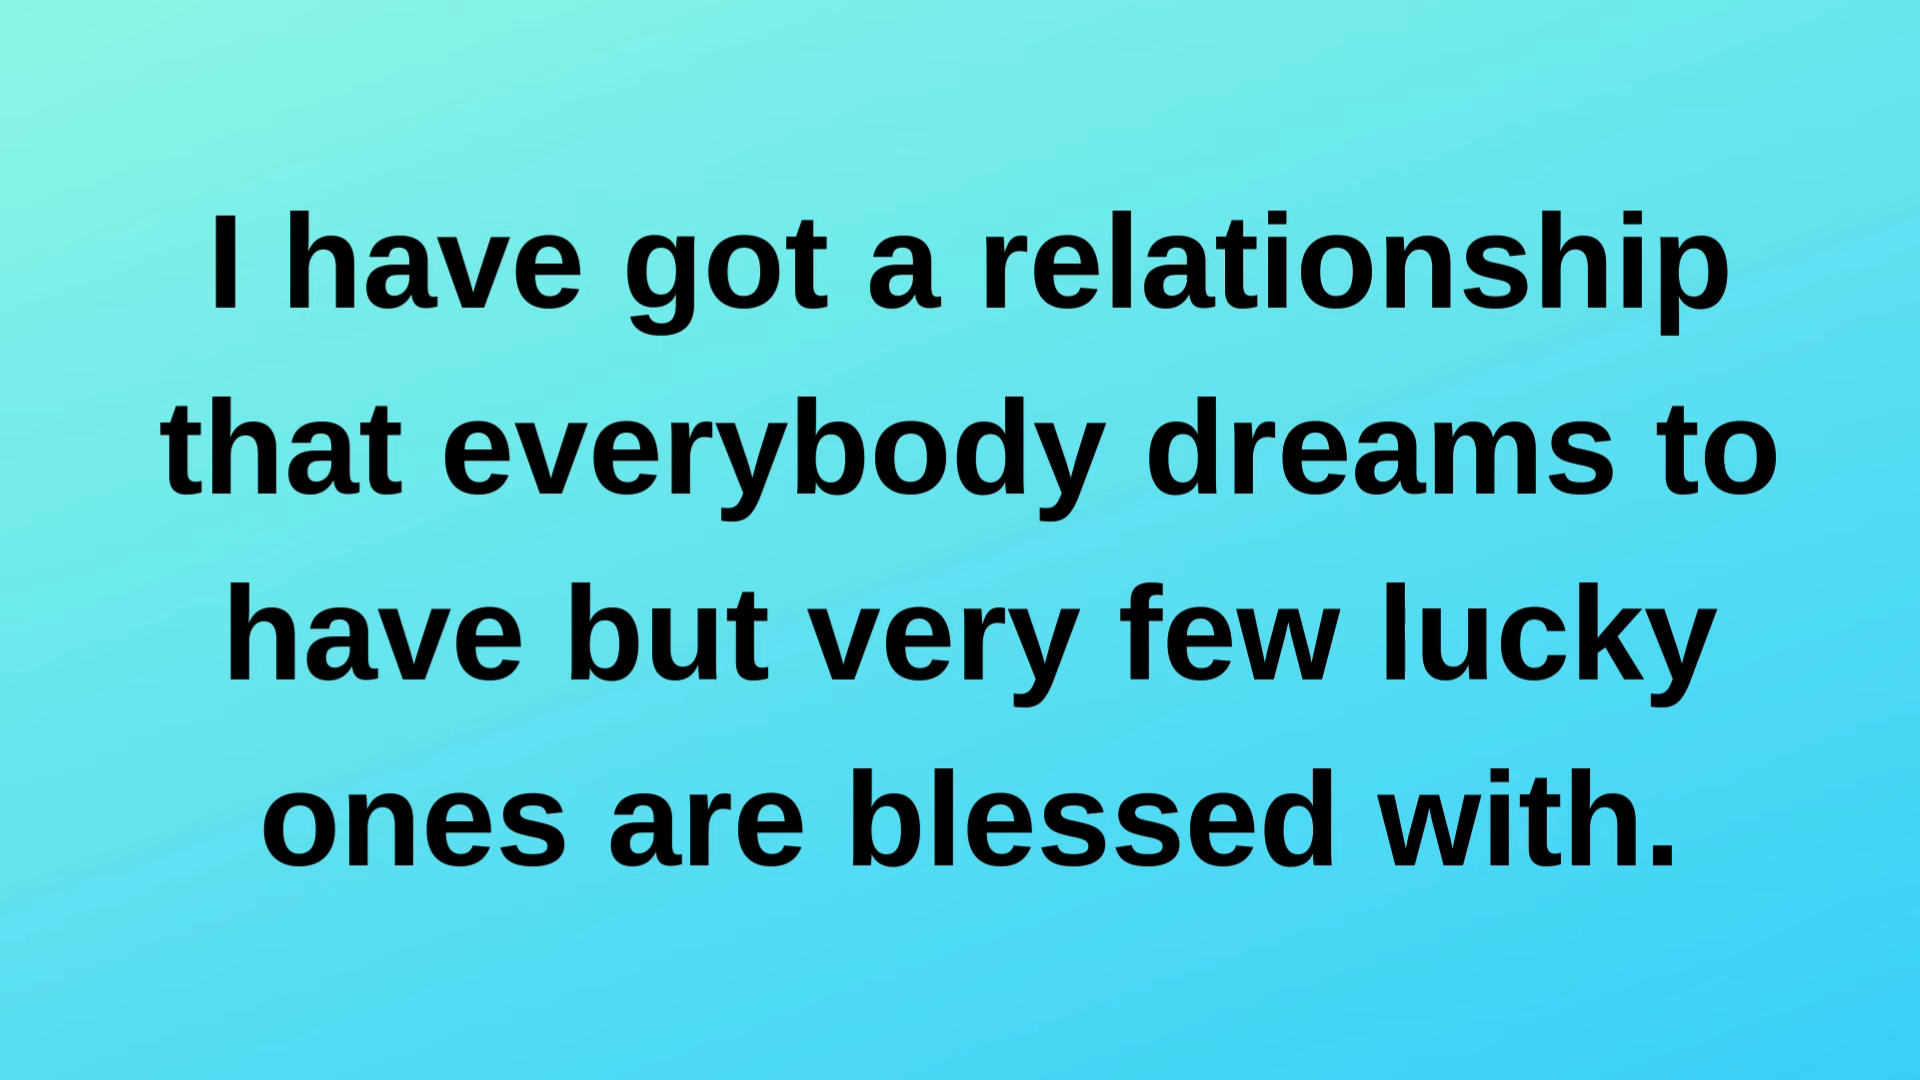 I have got a relationship
that everybody dreams to
have but very few lucky
ones are blessed with.